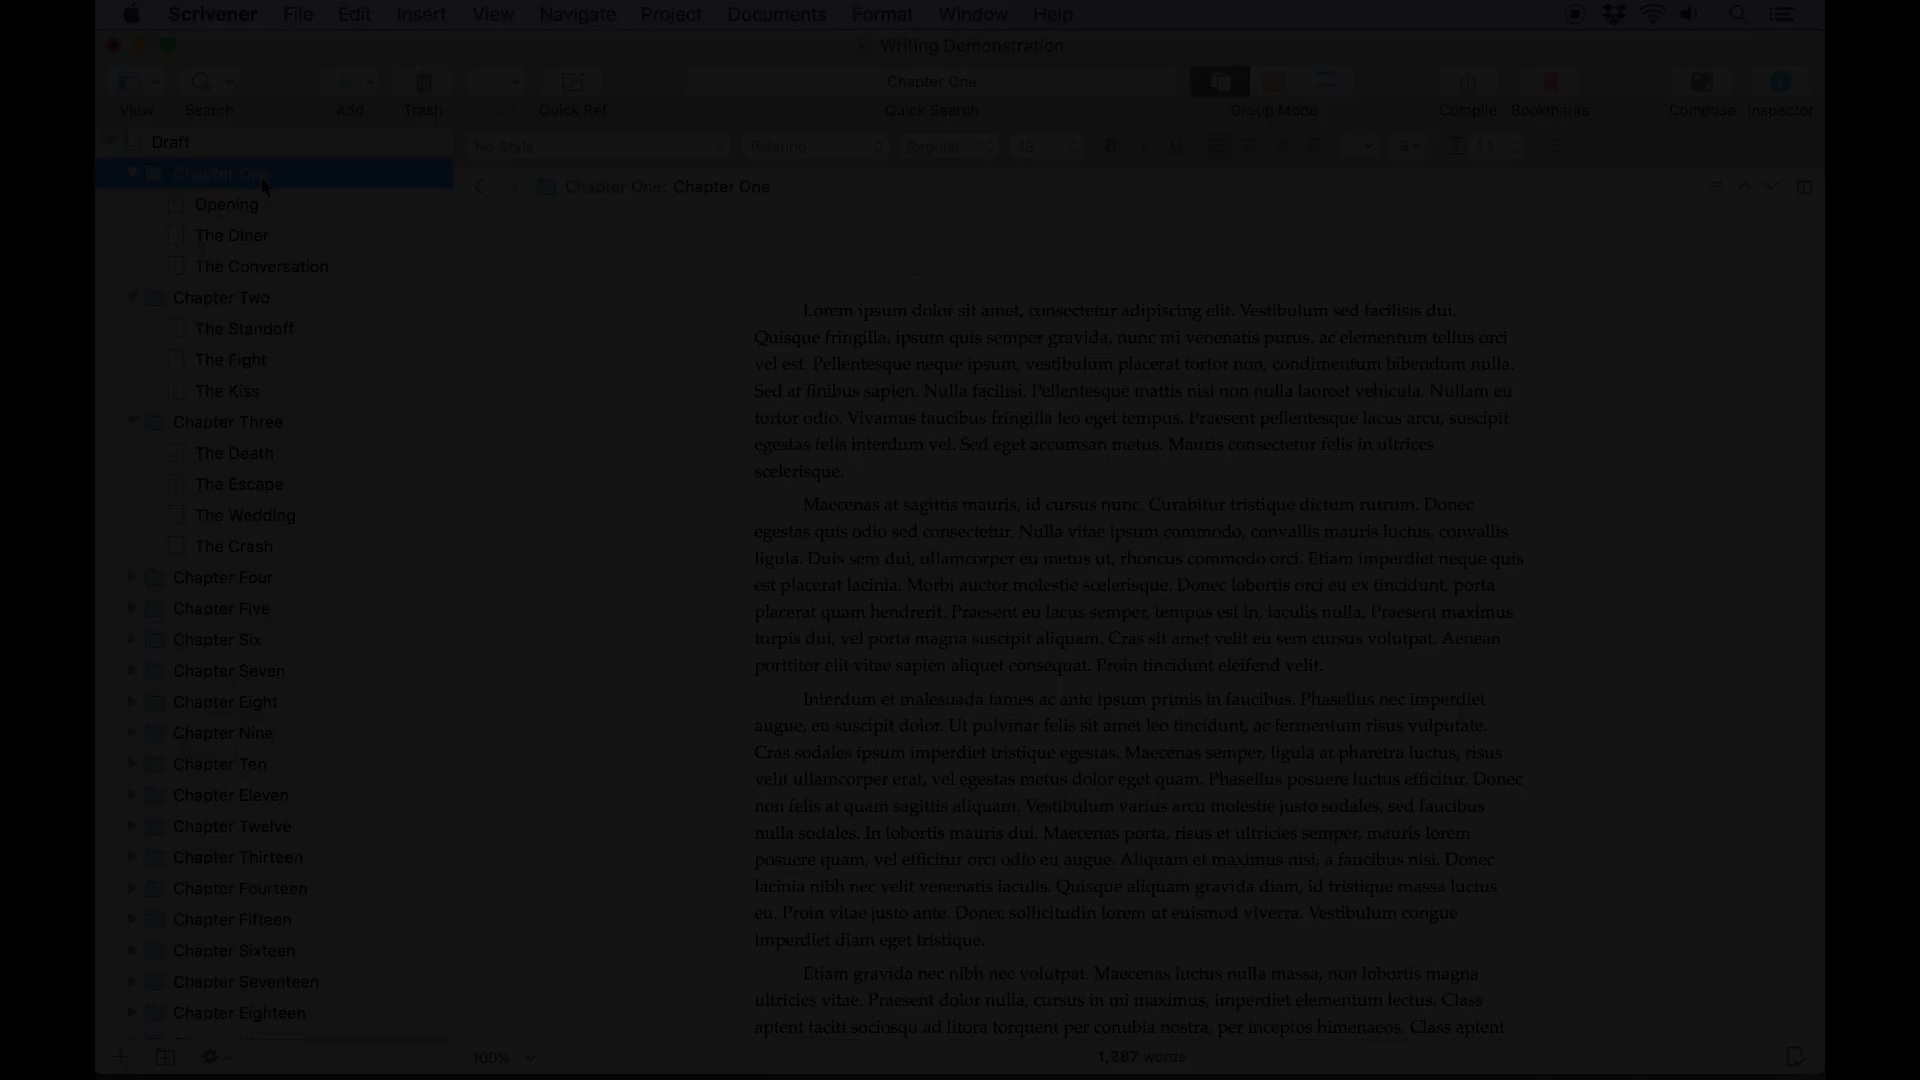 Scrivener File Edit Insert View Navigate Project Documents Format Window Help
Writing Demonstration
Chapter One
View Search Add Trash Quick Ref Quick Search Group Mode Compile Bookmarks Compose Inspector
No Style Palatino Regular 13 B I U 1.1
Chapter One: Chapter One
Draft
Chapter One
Opening
The Diner
The Conversation
Chapter Two
The Standoff
The Fight
The Kiss
Chapter Three
The Death
The Escape
The Wedding
The Crash
Chapter Four
Chapter Five
Chapter Six
Chapter Seven
Chapter Eight
Chapter Nine
Chapter Ten
Chapter Eleven
Chapter Twelve
Chapter Thirteen
Chapter Fourteen
Chapter Fifteen
Chapter Sixteen
Chapter Seventeen
Chapter Eighteen
Lorem ipsum dolor sit amet, consectetur adipiscing elit. Vestibulum sed facilisis dui.
Quisque fringilla, ipsum quis semper gravida, nunc mi venenatis purus, ac elementum tellus orci
vel est. Pellentesque neque ipsum, vestibulum placerat tortor non, condimentum bibendum nulla.
Sed at finibus sapien. Nulla facilisi. Pellentesque mattis nisi non nulla laoreet vehicula. Nullam eu
tortor odio. Vivamus faucibus fringilla leo eget tempus. Praesent pellentesque lacus arcu, suscipit
egestas felis interdum vel. Sed eget accumsan metus. Mauris consectetur felis in ultrices
scelerisque.
Maecenas at sagittis mauris, id cursus nunc. Curabitur tristique dictum rutrum. Donec
egestas quis odio sed consectetur. Nulla vitae ipsum commodo, convallis mauris luctus, convallis
ligula. Duis sem dui, ullamcorper eu metus ut, rhoncus commodo orci. Etiam imperdiet neque quis
est placerat lacinia. Morbi auctor molestie scelerisque. Donec lobortis orci eu ex tincidunt, porta
placerat quam hendrerit. Praesent eu lacus semper, tempus est in, iaculis nulla. Praesent maximus
turpis dui, vel porta magna suscipit aliquam. Cras sit amet velit eu sem cursus volutpat. Aenean
porttitor elit vitae sapien aliquet consequat. Proin tincidunt eleifend velit.
Interdum et malesuada fames ac ante ipsum primis in faucibus. Phasellus nec imperdiet
augue, eu suscipit dolor. Ut pulvinar felis sit amet leo tincidunt, ac fermentum risus vulputate.
Cras sodales ipsum imperdiet tristique egestas. Maecenas semper, ligula at pharetra luctus, risus
velit ullamcorper erat, vel egestas metus dolor eget quam. Phasellus posuere luctus efficitur. Donec
non felis at quam sagittis aliquam. Vestibulum varius arcu molestie justo sodales, sed faucibus
nulla sodales. In lobortis mauris dui. Maecenas porta, risus et ultricies semper, mauris lorem
posuere quam, vel efficitur orci odio eu augue. Aliquam et maximus nisi, a faucibus nisi. Donec
lacinia nibh nec velit venenatis iaculis. Quisque aliquam gravida diam, id tristique massa luctus
eu. Proin vitae justo ante. Donec sollicitudin lorem ut euismod viverra. Vestibulum congue
imperdiet diam eget tristique.
Etiam gravida nec nibh nec volutpat. Maecenas luctus nulla massa, non lobortis magna
ultricies vitae. Praesent dolor nulla, cursus in mi maximus, imperdiet elementum lectus. Class
aptent taciti sociosqu ad litora torquent per conubia nostra, per inceptos himenaeos. Class aptent
100% 1,287 words